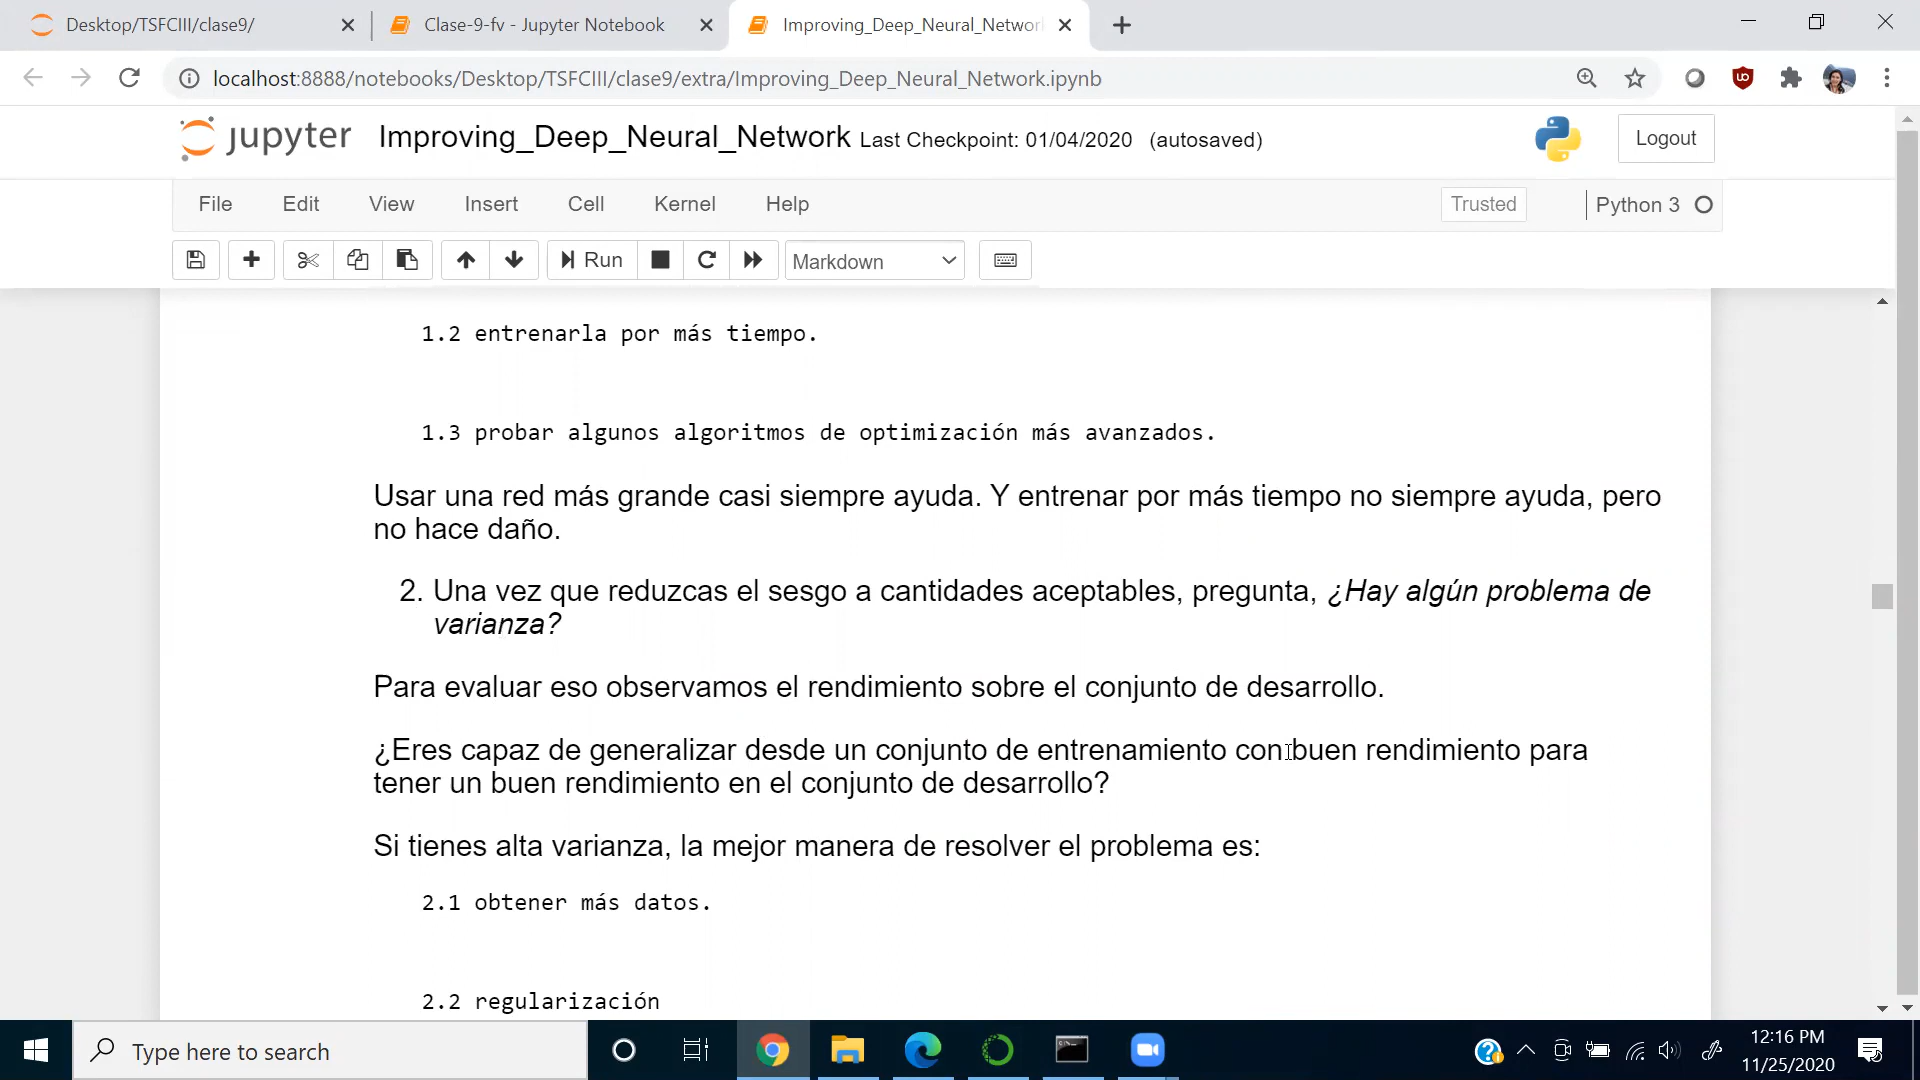 Desktop/TSFCIII/clase9/
Clase-9-fv - Jupyter Notebook
Improving_Deep_Neural_Networ
localhost:8888/notebooks/Desktop/TSFCIII/clase9/extra/Improving_Deep_Neural_Network.ipynb
jupyter Improving_Deep_Neural_Network Last Checkpoint: 01/04/2020 (autosaved)
Logout
File Edit View Insert Cell Kernel Help
Trusted
Python 3
Run
Markdown
1.2 entrenarla por más tiempo.
1.3 probar algunos algoritmos de optimización más avanzados.
Usar una red más grande casi siempre ayuda. Y entrenar por más tiempo no siempre ayuda, pero
no hace daño.
2. Una vez que reduzcas el sesgo a cantidades aceptables, pregunta, ¿Hay algún problema de
varianza?
Para evaluar eso observamos el rendimiento sobre el conjunto de desarrollo.
¿Eres capaz de generalizar desde un conjunto de entrenamiento con buen rendimiento para
tener un buen rendimiento en el conjunto de desarrollo?
Si tienes alta varianza, la mejor manera de resolver el problema es:
2.1 obtener más datos.
2.2 regularización
Type here to search
12:16 PM
11/25/2020